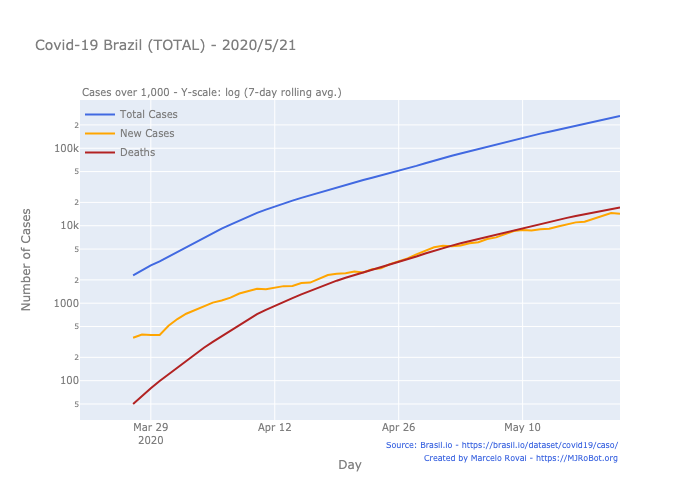 Covid-19 Brazil (TOTAL) - 2020/5/21
Cases over 1,000 - Y-scale: log (7-day rolling avg.)
Total Cases
New Cases
Deaths
2
100k
5
2
10k
5
2
1000
5
2
100
5
Number of Cases
Mar 29
2020
Apr 12
Apr 26
May 10
Day
Source: Brasil.io - https://brasil.io/dataset/covid19/caso/
Created by Marcelo Rovai - https://MJRoBot.org